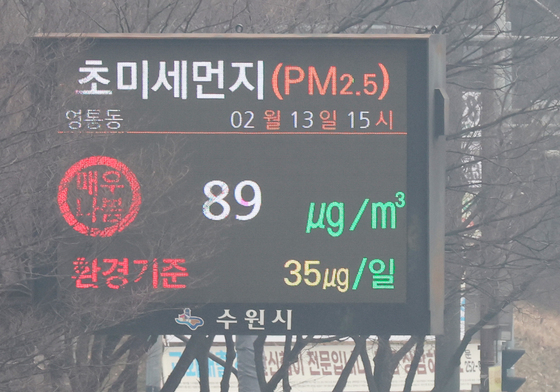 초미세먼지(PM2.5)
영통동 02 월 13 일 15 시
매우
나쁨
89 μg/m³
환경기준 35μg/일
수원시